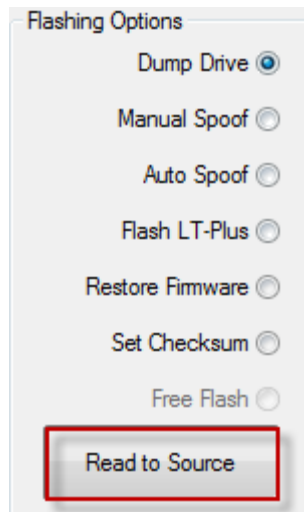 Flashing Options
Dump Drive
Manual Spoof
Auto Spoof
Flash LT-Plus
Restore Firmware
Set Checksum
Free Flash
Read to Source